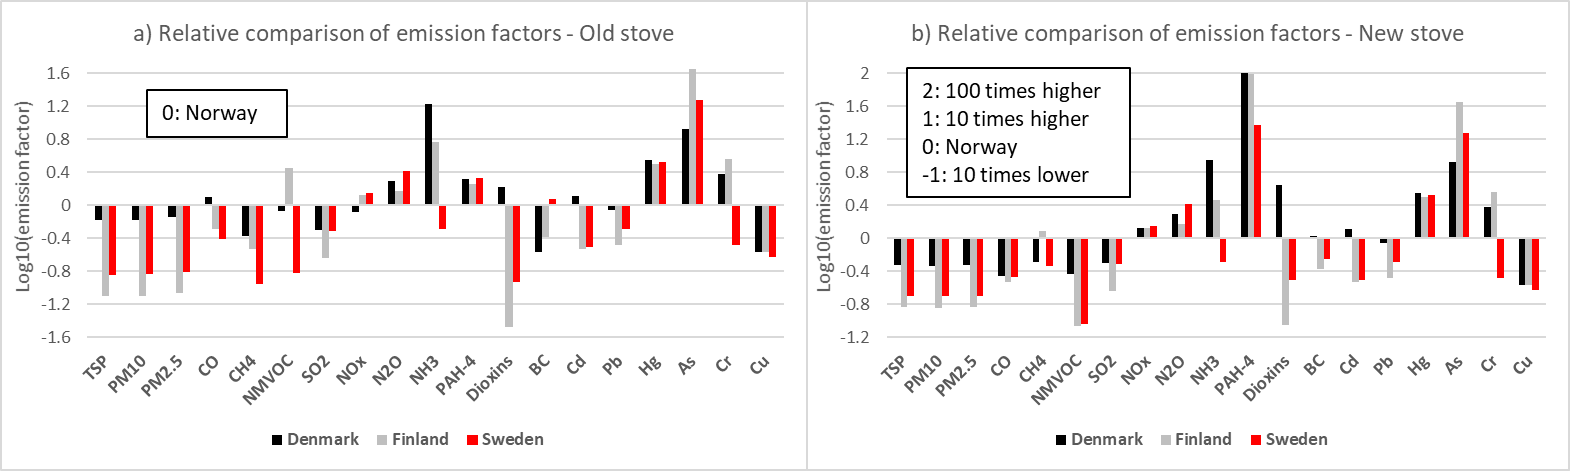 a) Relative comparison of emission factors - Old stove
Log10(emission factor)
1.6
1.2
0.8
0.4
0
-0.4
-0.8
-1.2
-1.6
0: Norway
TSP
PM10
PM2.5
CO
CH4
NMVOC
SO2
NOx
N2O
NH3
PAH-4
Dioxins
BC
Cd
Pb
Hg
As
Cr
Cu
Denmark Finland Sweden
b) Relative comparison of emission factors - New stove
Log10(emission factor)
2
1.6
1.2
0.8
0.4
0
-0.4
-0.8
-1.2
2: 100 times higher
1: 10 times higher
0: Norway
-1: 10 times lower
TSP
PM10
PM2.5
CO
CH4
NMVOC
SO2
NOx
N2O
NH3
PAH-4
Dioxins
BC
Cd
Pb
Hg
As
Cr
Cu
Denmark Finland Sweden